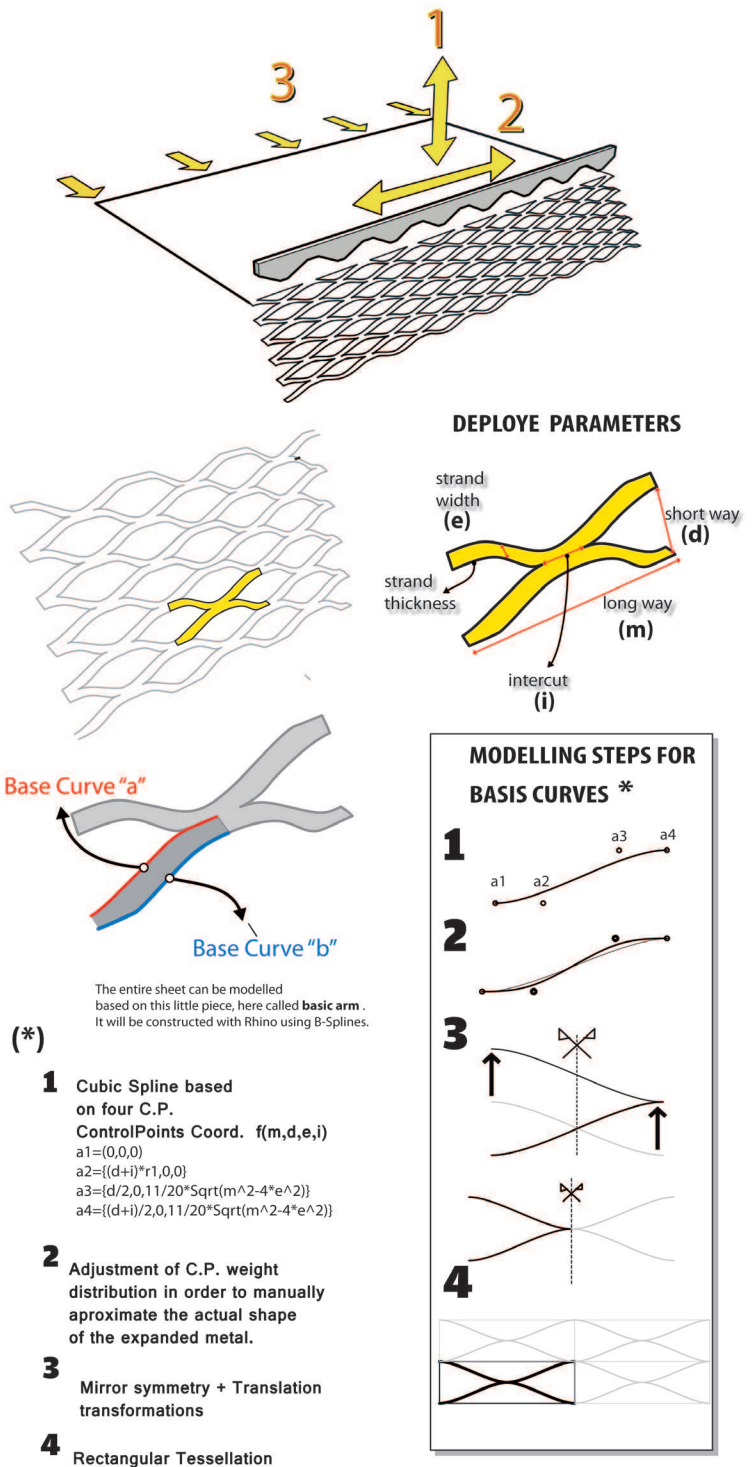 1
2
3
DEPLOYE PARAMETERS
strand
width
(e)
short way
(d)
strand
thickness
long way
(m)
intercut
(i)
Base Curve "a"
Base Curve "b"
The entire sheet can be modelled
based on this little piece, here called basic arm .
It will be constructed with Rhino using B-Splines.
(*)
1 Cubic Spline based
on four C.P.
ControlPoints Coord. f(m,d,e,i)
a1=(0,0,0)
a2={(d+i)*r1,0,0}
a3={d/2,0,11/20*Sqrt(m^2-4*e^2)}
a4={(d+i)/2,0,11/20*Sqrt(m^2-4*e^2)}
2 Adjustment of C.P. weight
distribution in order to manually
aproximate the actual shape
of the expanded metal.
3
Mirror symmetry + Translation
transformations
4 Rectangular Tessellation
MODELLING STEPS FOR
BASIS CURVES *
1
a1 a2 a3 a4
2
3
4